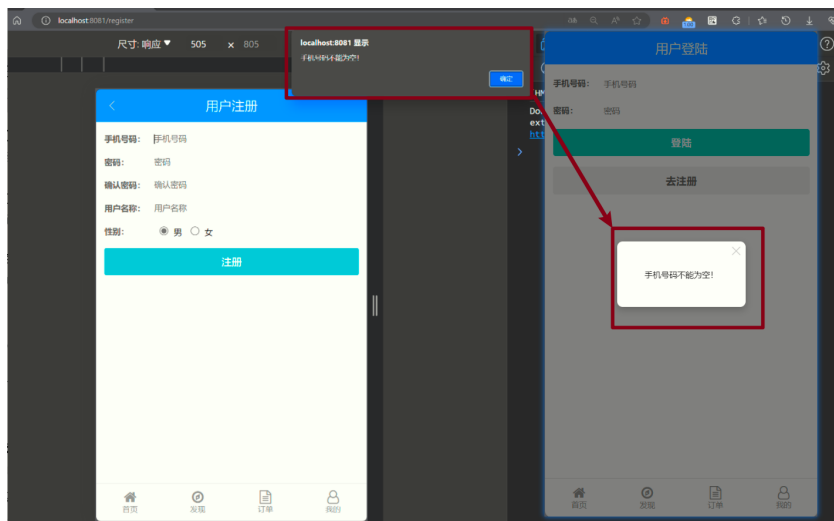 localhost:8081/register
尺寸: 响应 ▼ 505 × 805
localhost:8081 显示
手机号码不能为空!
确定
用户注册
手机号码: 手机号码
密码: 密码
确认密码: 确认密码
用户名称: 用户名称
性别: 男 女
注册
首页 发现 订单 我的
Do
ext
htt
用户登陆
手机号码: 手机号码
密码: 密码
登陆
去注册
手机号码不能为空!
首页 发现 订单 我的